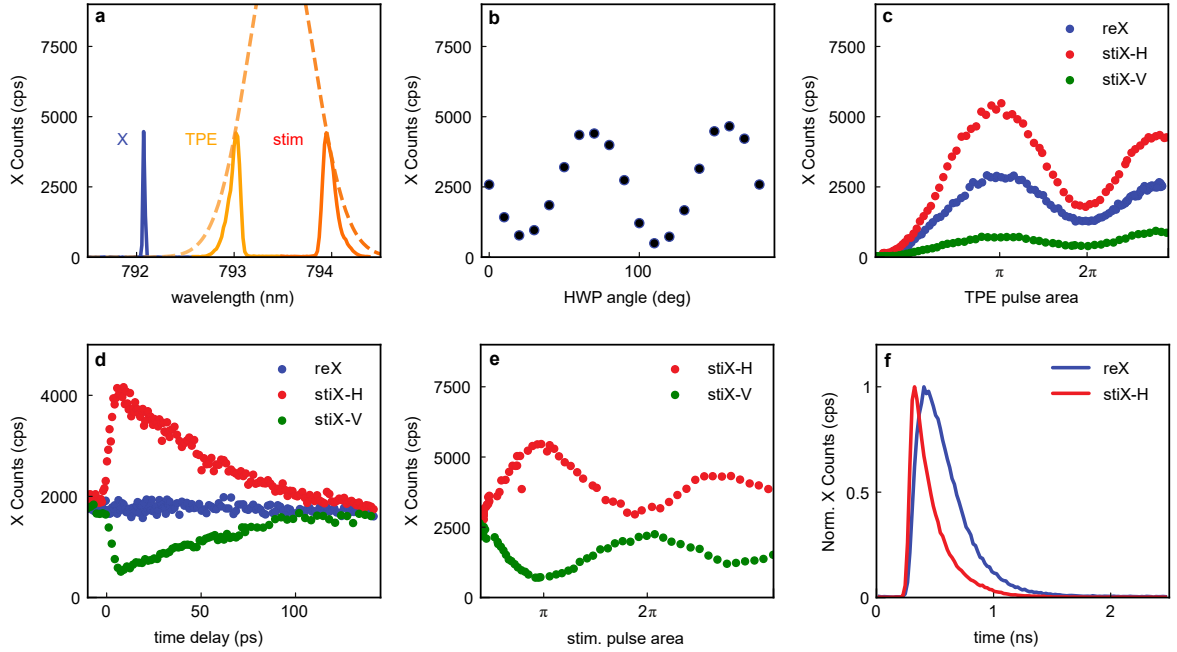 a
7500
5000
2500
0
X Counts (cps)
X
TPE
stim
792
793
794
wavelength (nm)
b
7500
5000
2500
0
X Counts (cps)
0
100
HWP angle (deg)
c
reX
stiX-H
stiX-V
7500
5000
2500
0
X Counts (cps)
π
2π
TPE pulse area
d
reX
stiX-H
stiX-V
4000
2000
0
X Counts (cps)
0
50
100
time delay (ps)
e
stiX-H
stiX-V
7500
5000
2500
0
X Counts (cps)
π
2π
stim. pulse area
f
reX
stiX-H
1
0.5
0
Norm. X Counts (cps)
0
1
2
time (ns)